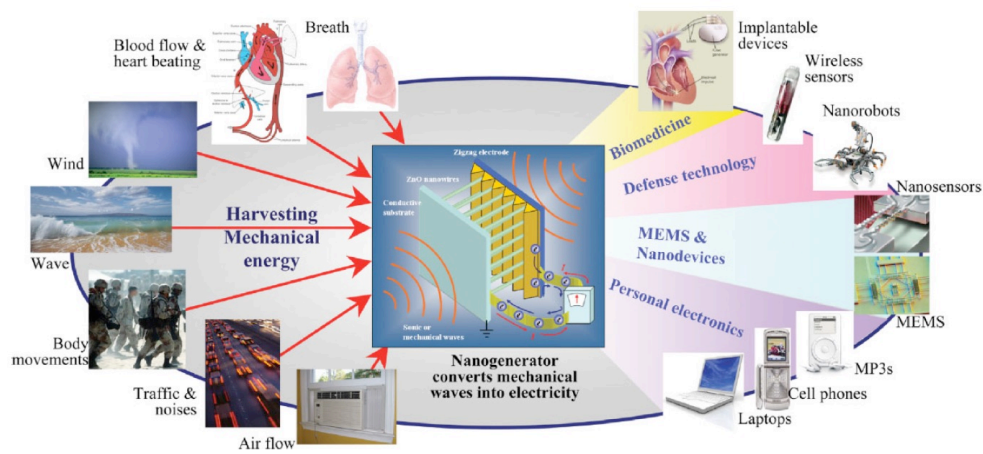 Blood flow &
heart beating
Breath
Implantable
devices
Wireless
sensors
Nanorobots
Nanosensors
Wind
Wave
Body
movements
Traffic &
noises
Air flow
Harvesting
Mechanical
energy
Zigzag electrode
ZnO nanowires
Conductive
substrate
Sonic or
mechanical waves
Nanogenerator
converts mechanical
waves into electricity
Biomedicine
Defense technology
MEMS &
Nanodevices
Personal electronics
MEMS
MP3s
Cell phones
Laptops